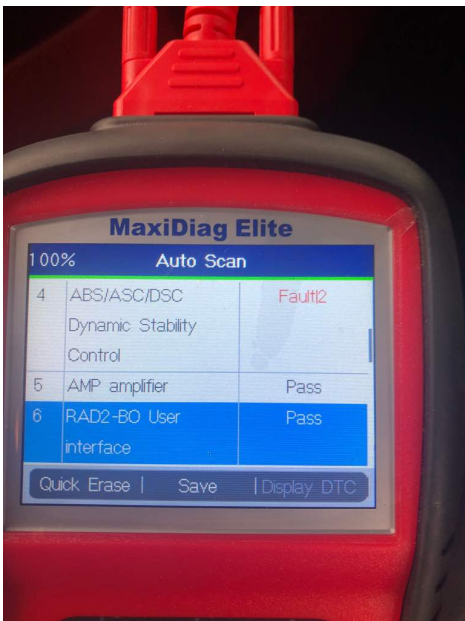 MaxiDiag Elite
100% Auto Scan
4 ABS/ASC/DSC Fault|2
Dynamic Stability
Control
5 AMP amplifier Pass
6 RAD2-BO User Pass
interface
Quick Erase | Save | Display DTC